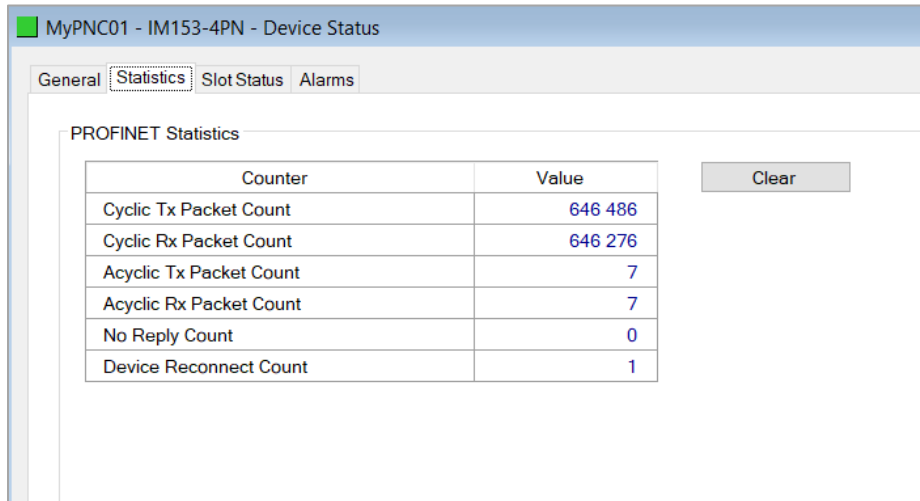 MyPNC01 - IM153-4PN - Device Status
General Statistics Slot Status Alarms
PROFINET Statistics
Counter Value Clear
Cyclic Tx Packet Count 646 486
Cyclic Rx Packet Count 646 276
Acyclic Tx Packet Count 7
Acyclic Rx Packet Count 7
No Reply Count 0
Device Reconnect Count 1